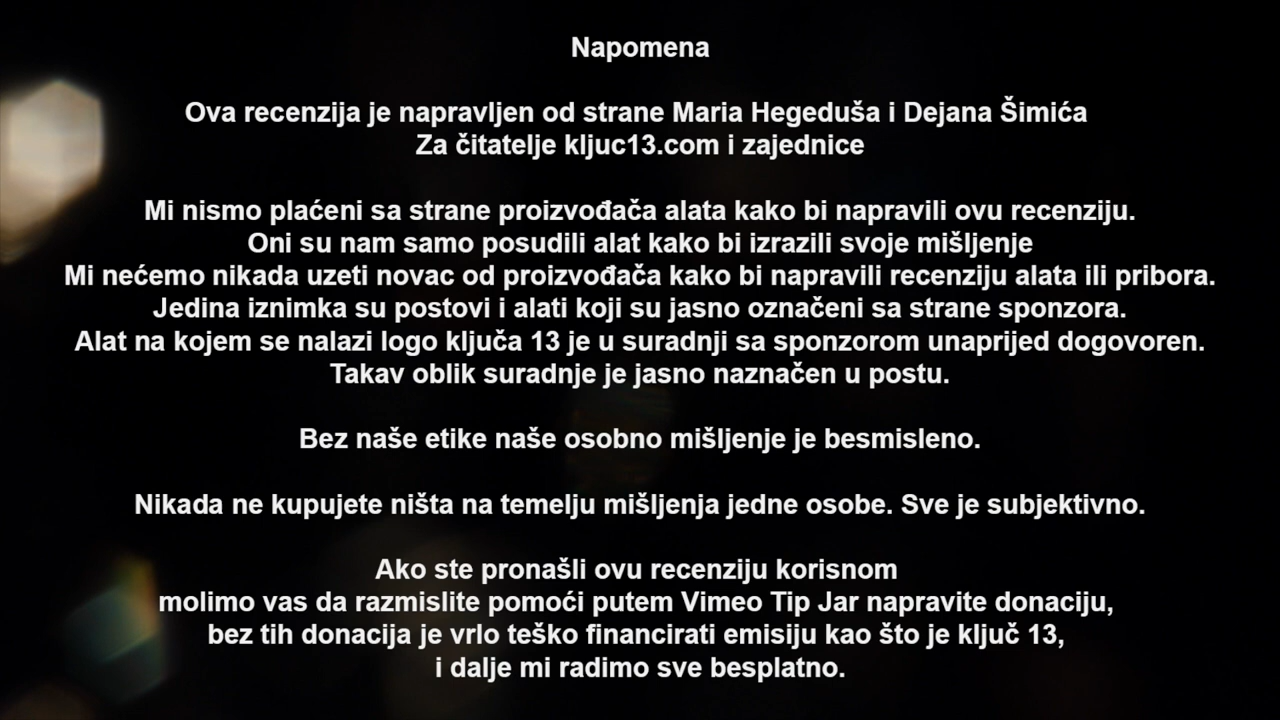 Napomena
Ova recenzija je napravljen od strane Maria Hegeduša i Dejana Šimića
Za čitatelje kljuc13.com i zajednice
Mi nismo plaćeni sa strane proizvođača alata kako bi napravili ovu recenziju.
Oni su nam samo posudili alat kako bi izrazili svoje mišljenje
Mi nećemo nikada uzeti novac od proizvođača kako bi napravili recenziju alata ili pribora.
Jedina iznimka su postovi i alati koji su jasno označeni sa strane sponzora.
Alat na kojem se nalazi logo ključa 13 je u suradnji sa sponzorom unaprijed dogovoren.
Takav oblik suradnje je jasno naznačen u postu.
Bez naše etike naše osobno mišljenje je besmisleno.
Nikada ne kupujete ništa na temelju mišljenja jedne osobe. Sve je subjektivno.
Ako ste pronašli ovu recenziju korisnom
molimo vas da razmislite pomoći putem Vimeo Tip Jar napravite donaciju,
bez tih donacija je vrlo teško financirati emisiju kao što je ključ 13,
i dalje mi radimo sve besplatno.